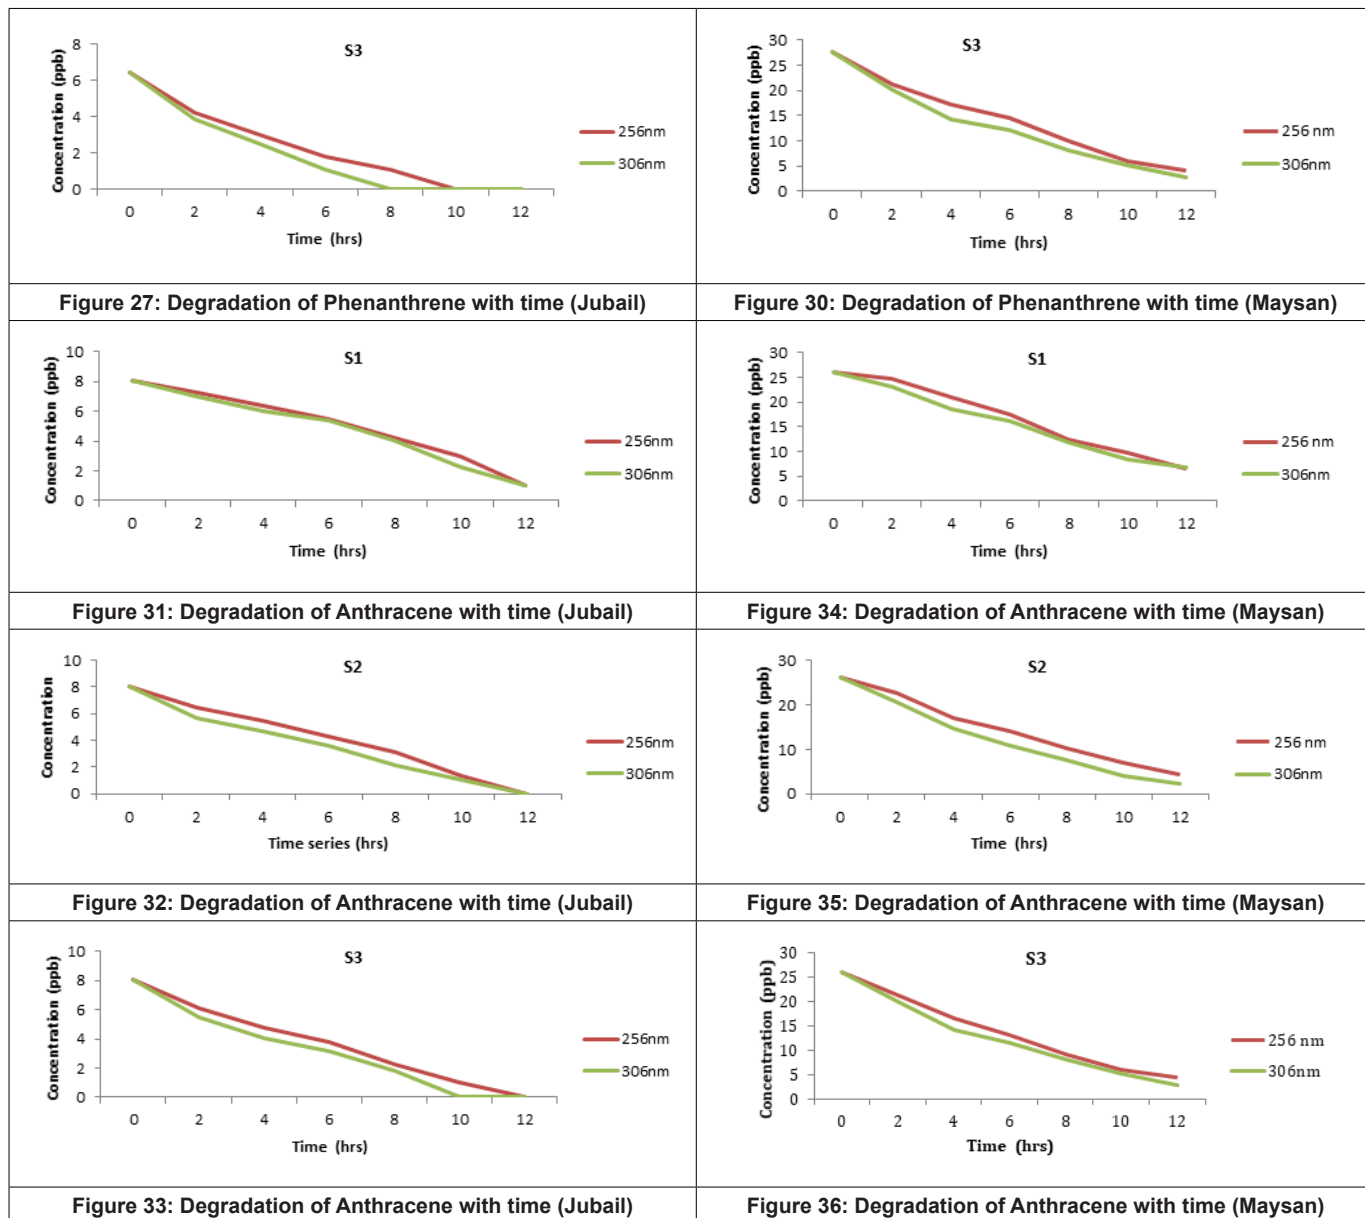 S3
Concentration (ppb)
8
6
4
2
0
0 2 4 6 8 10 12
Time (hrs)
256nm
306nm
Figure 27: Degradation of Phenanthrene with time (Jubail)
S3
Concentration (ppb)
30
25
20
15
10
5
0
0 2 4 6 8 10 12
Time (hrs)
256 nm
306nm
Figure 30: Degradation of Phenanthrene with time (Maysan)
S1
Concentration (ppb)
10
8
6
4
2
0
0 2 4 6 8 10 12
Time (hrs)
256nm
306nm
Figure 31: Degradation of Anthracene with time (Jubail)
S1
Concentration (ppb)
30
25
20
15
10
5
0
0 2 4 6 8 10 12
Time (hrs)
256 nm
306nm
Figure 34: Degradation of Anthracene with time (Maysan)
S2
Concentration
10
8
6
4
2
0
0 2 4 6 8 10 12
Time series (hrs)
256nm
306nm
Figure 32: Degradation of Anthracene with time (Jubail)
S2
Concentration (ppb)
30
20
10
0
0 2 4 6 8 10 12
Time (hrs)
256 nm
306nm
Figure 35: Degradation of Anthracene with time (Maysan)
S3
Concentration (ppb)
10
8
6
4
2
0
0 2 4 6 8 10 12
Time (hrs)
256nm
306nm
Figure 33: Degradation of Anthracene with time (Jubail)
S3
Concentration (ppb)
30
25
20
15
10
5
0
0 2 4 6 8 10 12
Time (hrs)
256 nm
306nm
Figure 36: Degradation of Anthracene with time (Maysan)